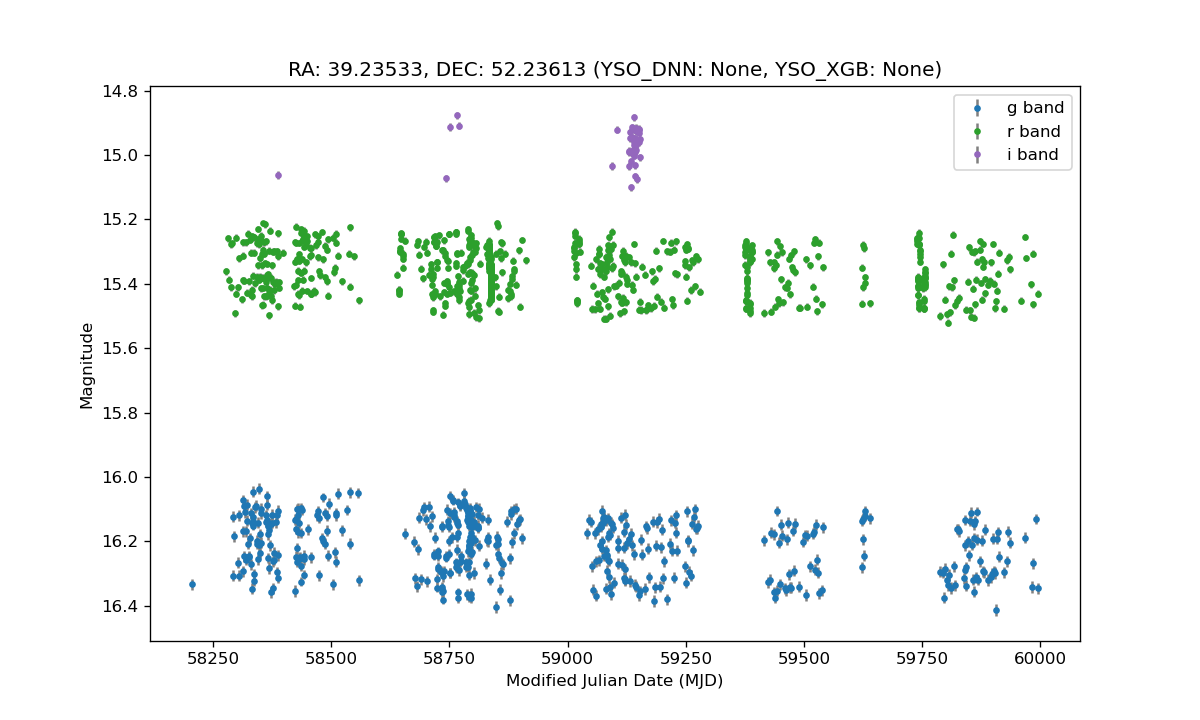 RA: 39.23533, DEC: 52.23613 (YSO_DNN: None, YSO_XGB: None)
g band
r band
i band
14.8
15.0
15.2
15.4
15.6
15.8
16.0
16.2
16.4
Magnitude
58250 58500 58750 59000 59250 59500 59750 60000
Modified Julian Date (MJD)